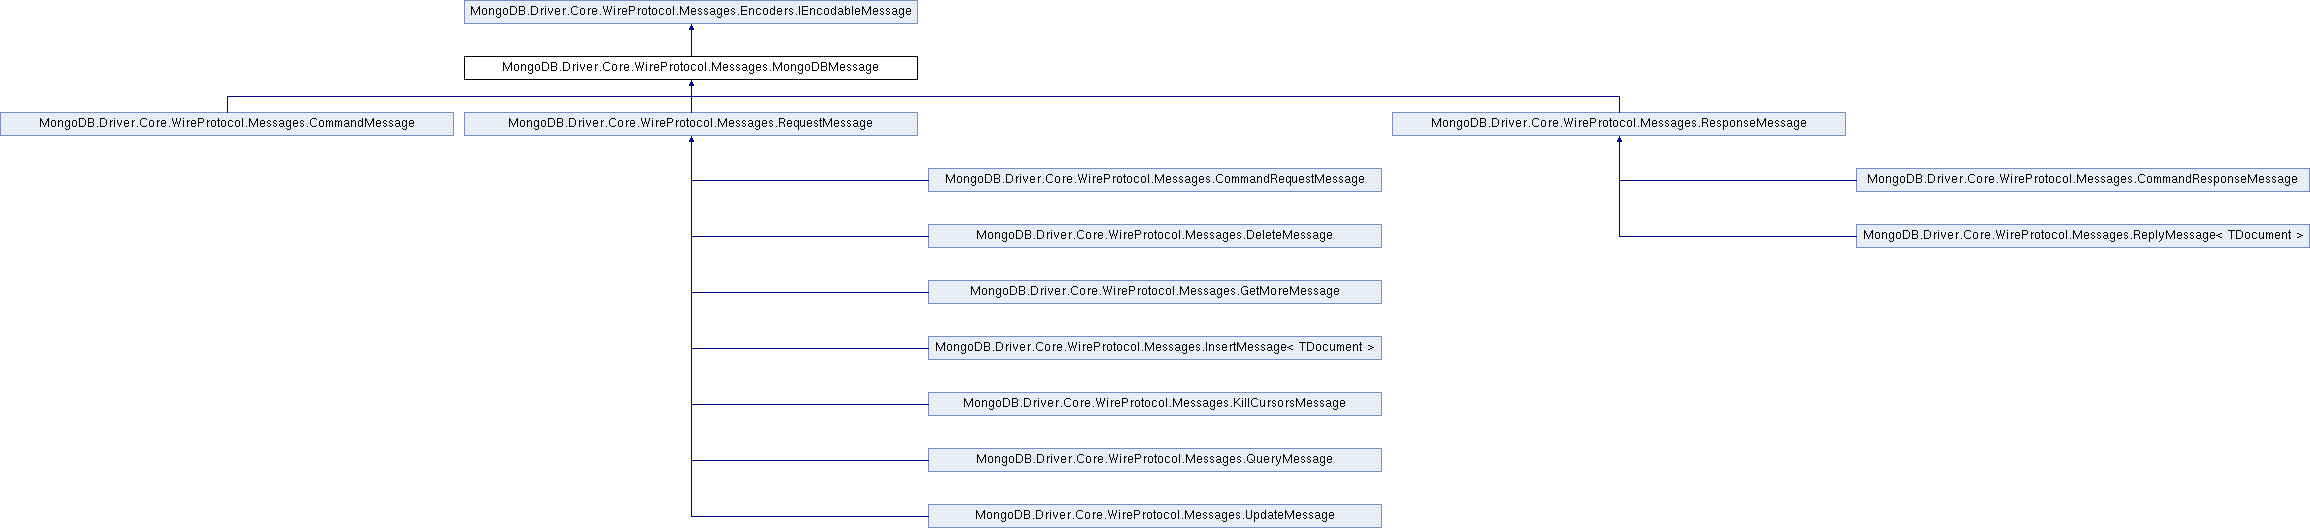 MongoDB.Driver.Core.WireProtocol.Messages.Encoders.IEncodableMessage
MongoDB.Driver.Core.WireProtocol.Messages.MongoDBMessage
MongoDB.Driver.Core.WireProtocol.Messages.CommandMessage
MongoDB.Driver.Core.WireProtocol.Messages.RequestMessage
MongoDB.Driver.Core.WireProtocol.Messages.ResponseMessage
MongoDB.Driver.Core.WireProtocol.Messages.CommandRequestMessage
MongoDB.Driver.Core.WireProtocol.Messages.CommandResponseMessage
MongoDB.Driver.Core.WireProtocol.Messages.DeleteMessage
MongoDB.Driver.Core.WireProtocol.Messages.ReplyMessage< TDocument >
MongoDB.Driver.Core.WireProtocol.Messages.GetMoreMessage
MongoDB.Driver.Core.WireProtocol.Messages.InsertMessage< TDocument >
MongoDB.Driver.Core.WireProtocol.Messages.KillCursorsMessage
MongoDB.Driver.Core.WireProtocol.Messages.QueryMessage
MongoDB.Driver.Core.WireProtocol.Messages.UpdateMessage